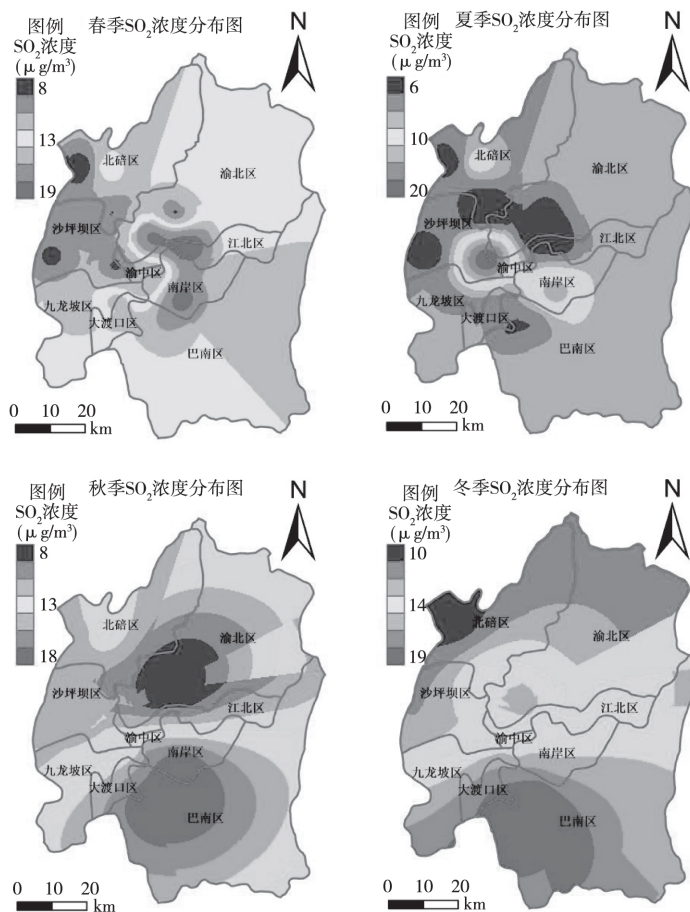 图例
SO₂浓度
(μg/m³)
春季SO₂浓度分布图
N
8
13
19
北碚区
渝北区
沙坪坝区
江北区
渝中区
南岸区
九龙坡区
大渡口区
巴南区
0 10 20
km
图例
SO₂浓度
(μg/m³)
夏季SO₂浓度分布图
N
6
10
20
北碚区
渝北区
沙坪坝区
江北区
渝中区
南岸区
九龙坡区
大渡口区
巴南区
0 10 20
km
图例
SO₂浓度
(μg/m³)
秋季SO₂浓度分布图
N
8
13
18
北碚区
渝北区
沙坪坝区
江北区
渝中区
南岸区
九龙坡区
大渡口区
巴南区
0 10 20
km
图例
SO₂浓度
(μg/m³)
冬季SO₂浓度分布图
N
10
14
19
北碚区
渝北区
沙坪坝区
江北区
渝中区
南岸区
九龙坡区
大渡口区
巴南区
0 10 20
km